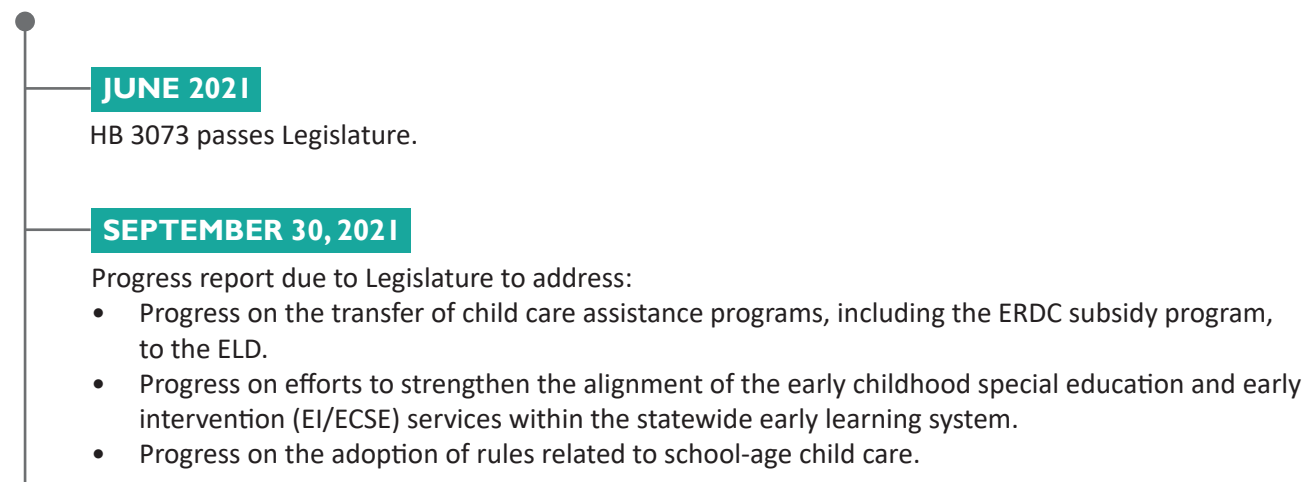 JUNE 2021
HB 3073 passes Legislature.
SEPTEMBER 30, 2021
Progress report due to Legislature to address:
• Progress on the transfer of child care assistance programs, including the ERDC subsidy program,
to the ELD.
• Progress on efforts to strengthen the alignment of the early childhood special education and early
intervention (EI/ECSE) services within the statewide early learning system.
• Progress on the adoption of rules related to school-age child care.